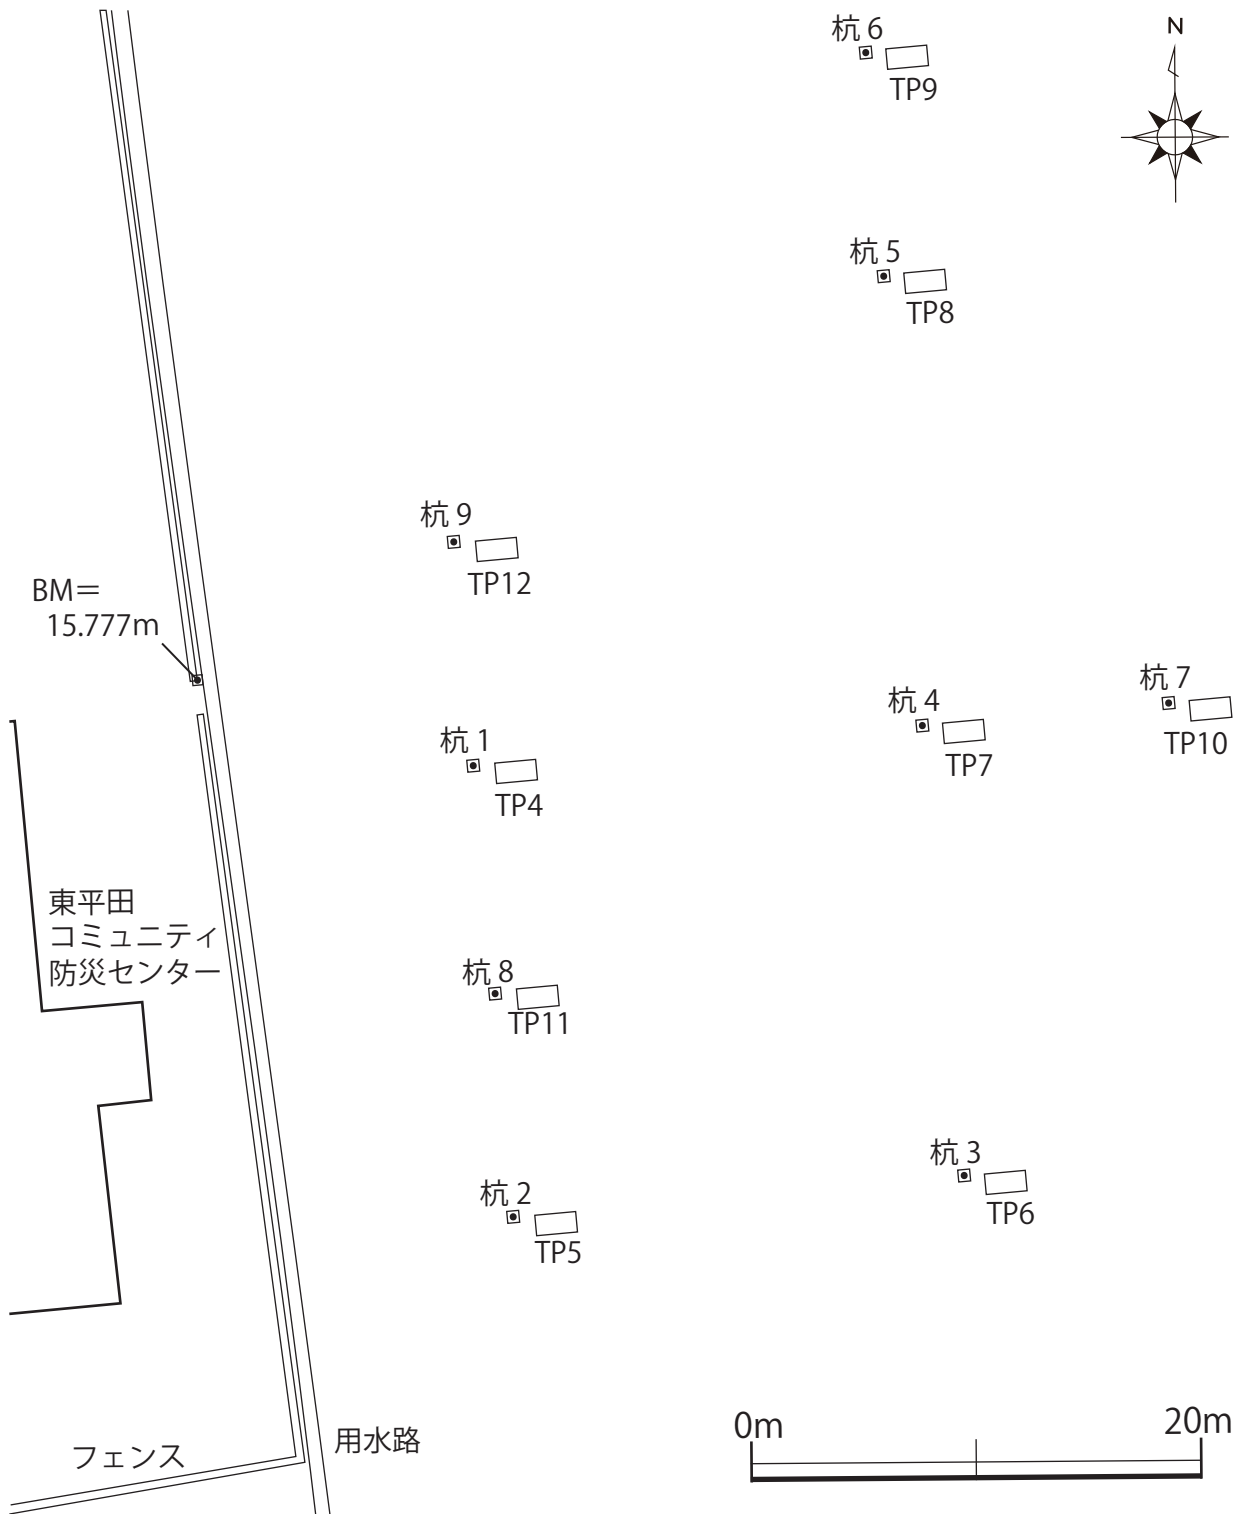 杭 6
TP9
N
杭 5
TP8
杭 9
TP12
BM＝
15.777m
杭 7
TP10
杭 4
TP7
杭 1
TP4
東平田
コミュニティ
防災センター
杭 8
TP11
杭 3
TP6
杭 2
TP5
0m
20m
用水路
フェンス